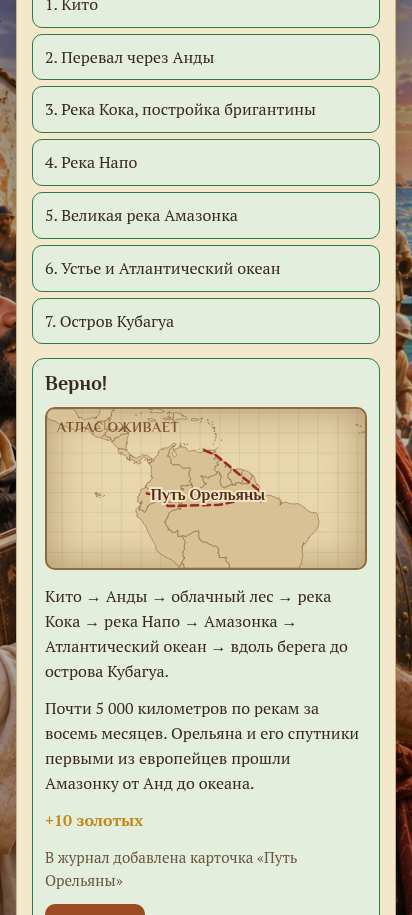 1. Кито
2. Перевал через Анды
3. Река Кока, постройка бригантины
4. Река Напо
5. Великая река Амазонка
6. Устье и Атлантический океан
7. Остров Кубагуа
Верно!
АТЛАС ОЖИВАЕТ
Путь Орельяны
Кито → Анды → облачный лес → река
Кока → река Напо → Амазонка →
Атлантический океан → вдоль берега до
острова Кубагуа.
Почти 5 000 километров по рекам за
восемь месяцев. Орельяна и его спутники
первыми из европейцев прошли
Амазонку от Анд до океана.
+10 золотых
В журнал добавлена карточка «Путь
Орельяны»